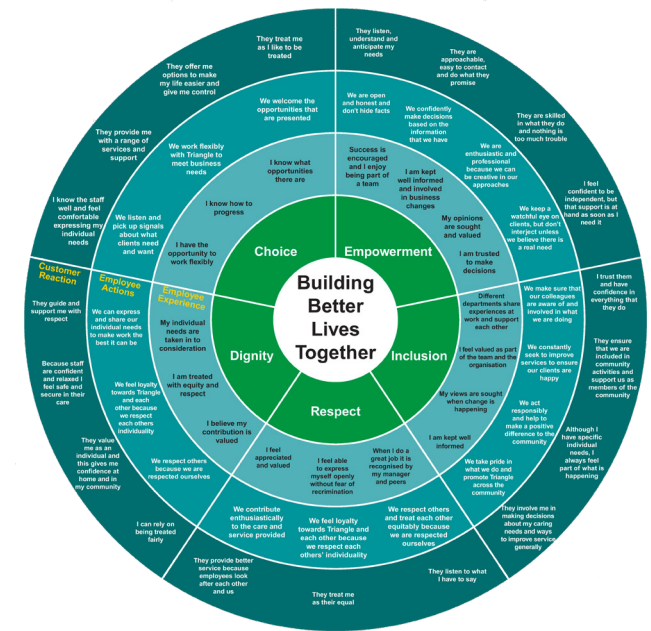 Building
Better
Lives
Together
Choice
Empowerment
Inclusion
Respect
Dignity
Customer
Reaction
Employee
Actions
Employee
Experience
I know what
opportunities
there are
I know how to
progress
I have the
opportunity to
work flexibly
We welcome the
opportunities that
are presented
We work flexibly
with Triangle to
meet business
needs
We listen and
pick up signals
about what
clients need
and want
They treat me
as I like to be
treated
They offer me
options to make
my life easier and
give me control
They provide me
with a range of
services and
support
I know the staff
well and feel
comfortable
expressing my
individual
needs
Success is
encouraged
and I enjoy
being part of
a team
I am kept
well informed
and involved
in business
changes
My opinions
are sought
and valued
I am trusted
to make
decisions
We are open
and honest and
don't hide facts
We confidently
make decisions
based on the
information
that we have
We are
enthusiastic and
professional
because we can
be creative in our
approaches
We keep a
watchful eye on
clients, but don't
interject unless
we believe there is
a real need
They listen,
understand and
anticipate my
needs
They are
approachable,
easy to contact
and do what they
promise
They are skilled
in what they do
and nothing is
too much trouble
I feel
confident to be
independent, but
that support is at
hand as soon as I
need it
Different
departments share
experiences at
work and support
each other
I feel valued as part
of the team and the
organisation
My views are sought
when change is
happening
I am kept well
informed
We make sure that
our colleagues
are aware of and
involved in what
we are doing
We constantly
seek to improve
services to ensure
our clients are
happy
We act
responsibly and
help to make
a positive
difference to the
community
We take pride in
what we do and
promote Triangle
across the
community
I trust them
and have
confidence in
everything that
they do
They ensure
that we are
included in
community
activities and
support us as
members of the
community
Although I
have specific
individual
needs, I
always feel
part of what is
happening
They involve me in
making decisions
about my caring
needs and ways
to improve service
generally
I feel
appreciated
and valued
I feel able
to express
myself openly
without fear of
recrimination
When I do a
great job it is
recognised by
my manager
and peers
We contribute
enthusiastically
to the care and
service provided
We feel loyalty
towards Triangle and
each other because
we respect each
others' individuality
We respect others
and treat each other
equitably because
we are respected
ourselves
They provide better
service because
employees look
after each other
and us
They treat me
as their equal
They listen to what
I have to say
My individual
needs are
taken in to
consideration
I am treated
with equity and
respect
I believe my
contribution is
valued
We can express
and share our
individual needs
to make work the
best it can be
We feel loyalty
towards Triangle and
each other
because we
respect each
others
individuality
We respect others
because we are
respected ourselves
They guide and
support me with
respect
Because staff
are confident
and relaxed I
feel safe and
secure in their
care
They value
me as an
individual and
this gives me
confidence at
home and in
my community
I can rely on
being treated
fairly